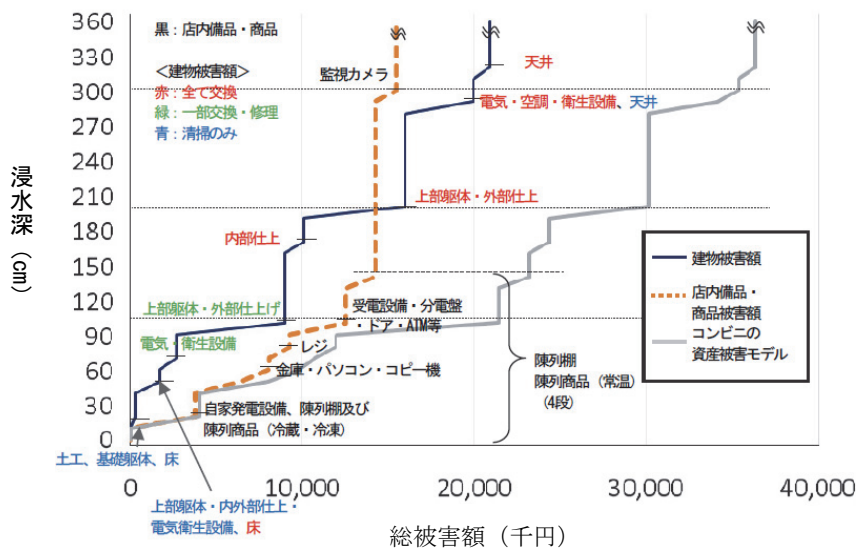 360
330
300
270
240
210
180
150
120
90
60
30
0
浸水深（cm）
黒：店内備品・商品
＜建物被害額＞
赤：全て交換
緑：一部交換・修理
青：清掃のみ
監視カメラ
天井
電気・空調・衛生設備、天井
上部躯体・外部仕上
内部仕上
上部躯体・外部仕上げ
電気・衛生設備
受電設備・分電盤
・ドア・ATM等
レジ
金庫・パソコン・コピー機
自家発電設備、陳列棚及び
陳列商品（冷蔵・冷凍）
陳列棚
陳列商品（常温）
（4段）
建物被害額
店内備品・
商品被害額
コンビニの
資産被害モデル
土工、基礎躯体、床
上部躯体・内外部仕上・
電気衛生設備、床
0
10,000
20,000
30,000
40,000
総被害額（千円）